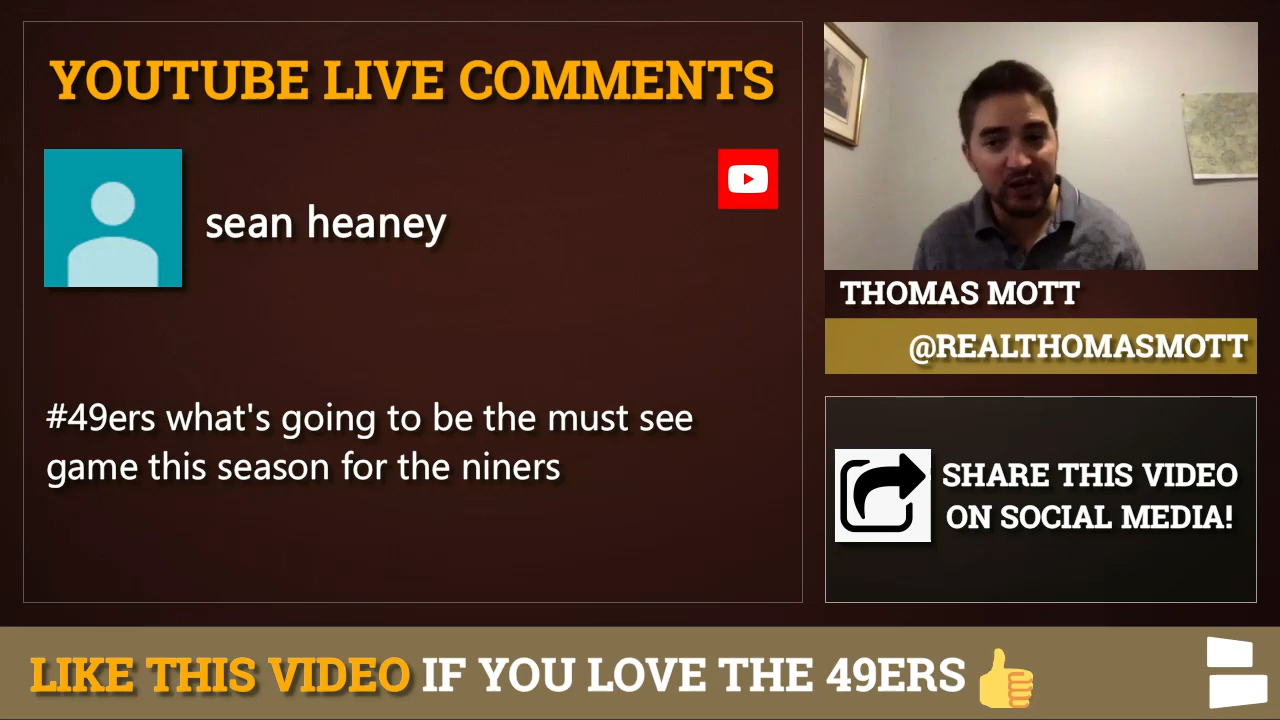 YOUTUBE LIVE COMMENTS
sean heaney
#49ers what's going to be the must see
game this season for the niners
THOMAS MOTT
@REALTHOMASMOTT
SHARE THIS VIDEO
ON SOCIAL MEDIA!
LIKE THIS VIDEO IF YOU LOVE THE 49ERS